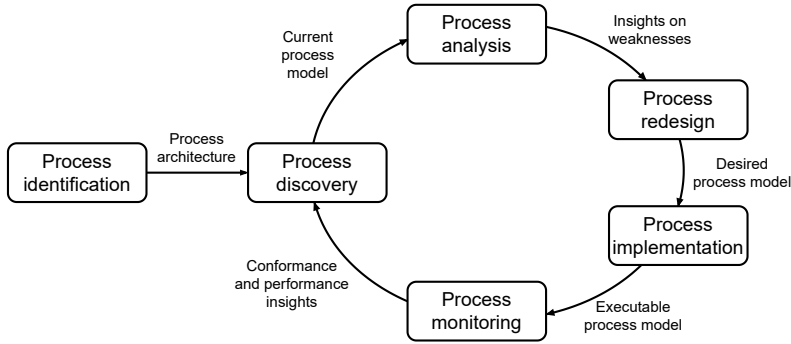 Process
identification
Process
architecture
Process
discovery
Current
process
model
Process
analysis
Insights on
weaknesses
Process
redesign
Desired
process model
Process
implementation
Executable
process model
Process
monitoring
Conformance
and performance
insights